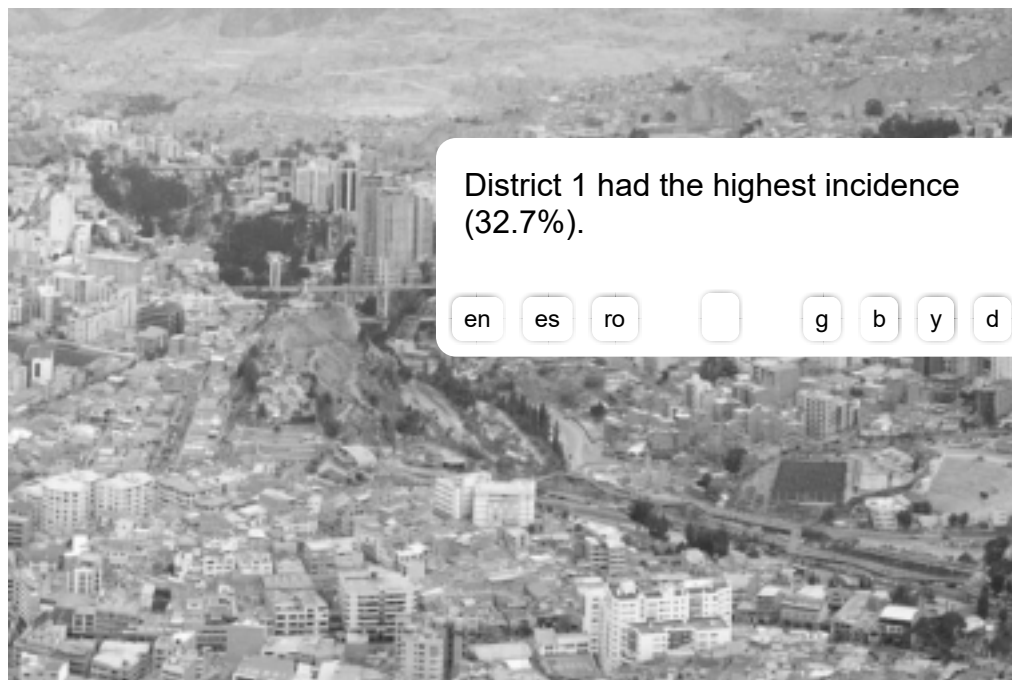 District 1 had the highest incidence
(32.7%).
en es ro g b y d